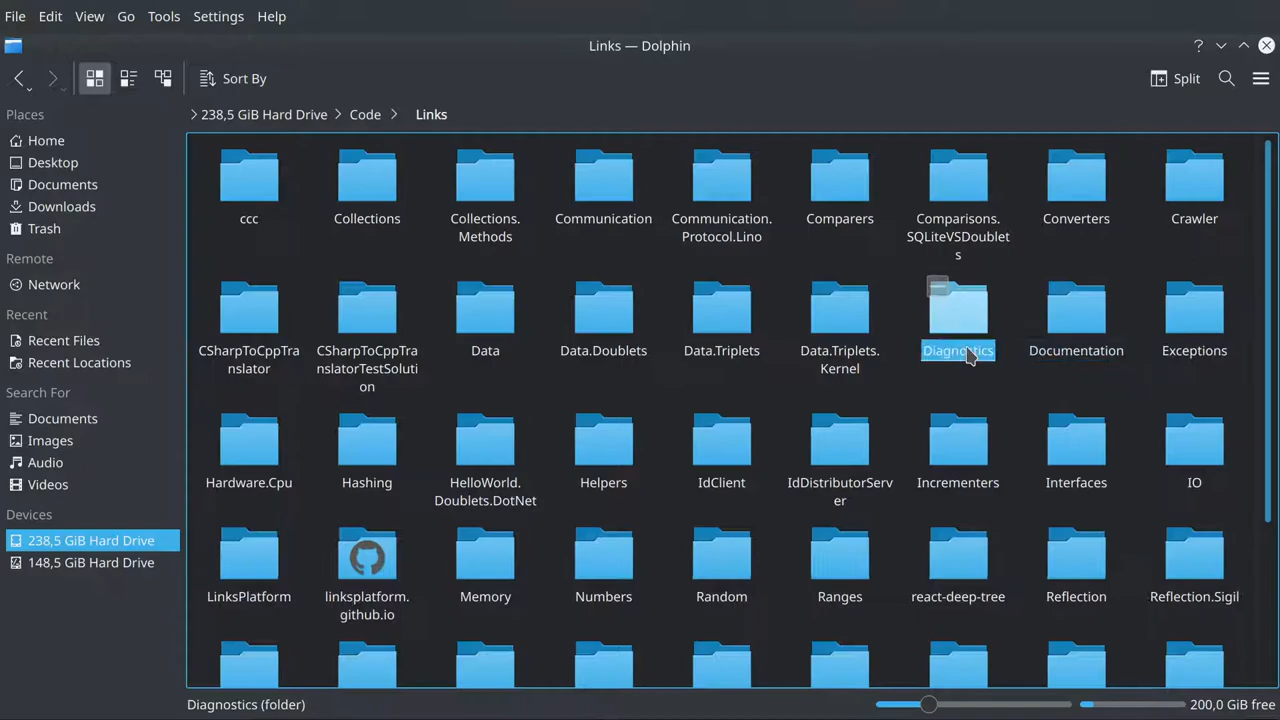 File Edit View Go Tools Settings Help
Links — Dolphin
Sort By
Split
Places
238,5 GiB Hard Drive Code Links
Home
Desktop
Documents
Downloads
Trash
Remote
Network
Recent
Recent Files
Recent Locations
Search For
Documents
Images
Audio
Videos
Devices
238,5 GiB Hard Drive
148,5 GiB Hard Drive
ccc
Collections
Collections.
Methods
Communication
Communication.
Protocol.Lino
Comparers
Comparisons.
SQLiteVSDoublet
s
Converters
Crawler
CSharpToCppTra
nslator
CSharpToCppTra
nslatorTestSoluti
on
Data
Data.Doublets
Data.Triplets
Data.Triplets.
Kernel
Diagnostics
Documentation
Exceptions
Hardware.Cpu
Hashing
HelloWorld.
Doublets.DotNet
Helpers
IdClient
IdDistributorServ
er
Incrementers
Interfaces
IO
LinksPlatform
linksplatform.
github.io
Memory
Numbers
Random
Ranges
react-deep-tree
Reflection
Reflection.Sigil
Diagnostics (folder)
200,0 GiB free